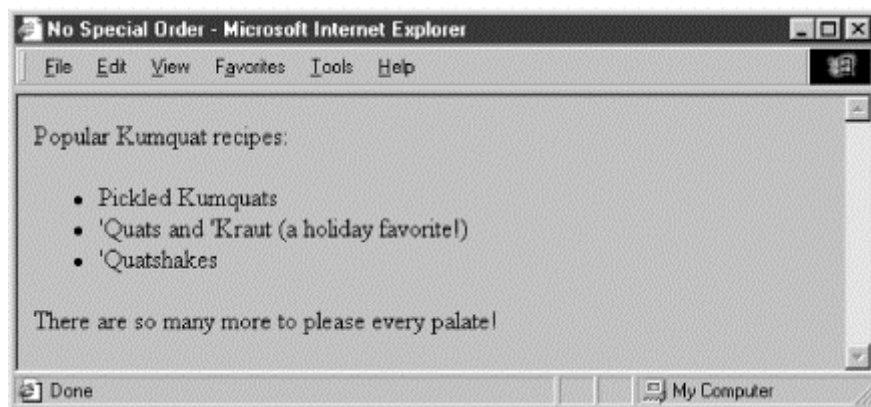 No Special Order - Microsoft Internet Explorer
File Edit View Favorites Tools Help
Popular Kumquat recipes:
• Pickled Kumquats
• 'Quats and 'Kraut (a holiday favorite!)
• 'Quatshakes
There are so many more to please every palate!
Done My Computer